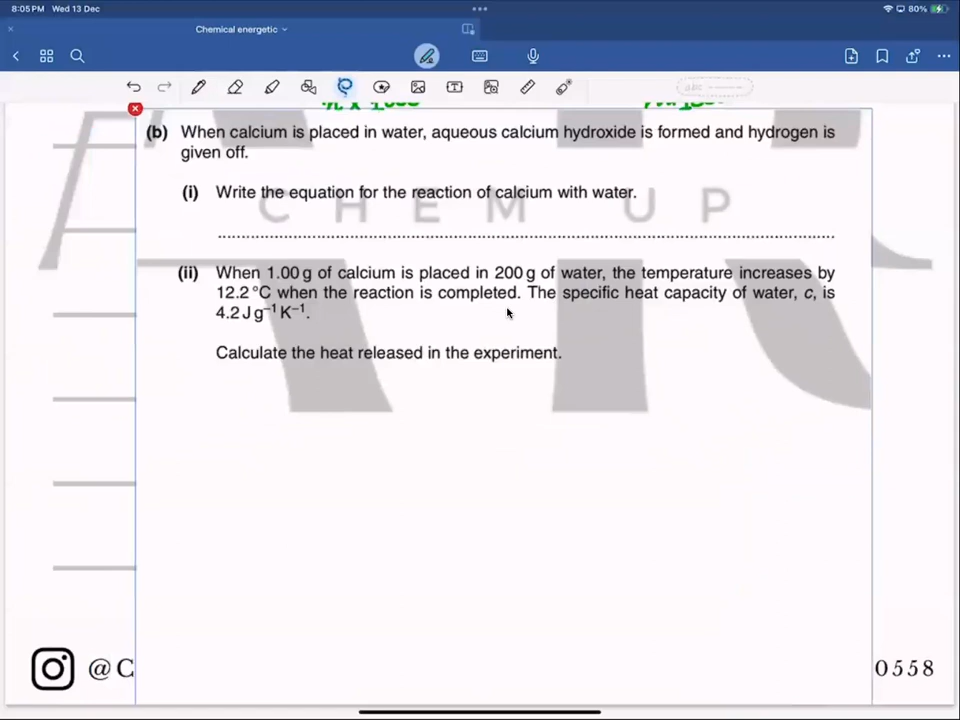 8:05 PM Wed 13 Dec
80%
Chemical energetic
(b) When calcium is placed in water, aqueous calcium hydroxide is formed and hydrogen is
given off.
(i) Write the equation for the reaction of calcium with water.
CHEM UP
(ii) When 1.00 g of calcium is placed in 200 g of water, the temperature increases by
12.2 °C when the reaction is completed. The specific heat capacity of water, c, is
4.2 J g⁻¹ K⁻¹.
Calculate the heat released in the experiment.
@C
0558